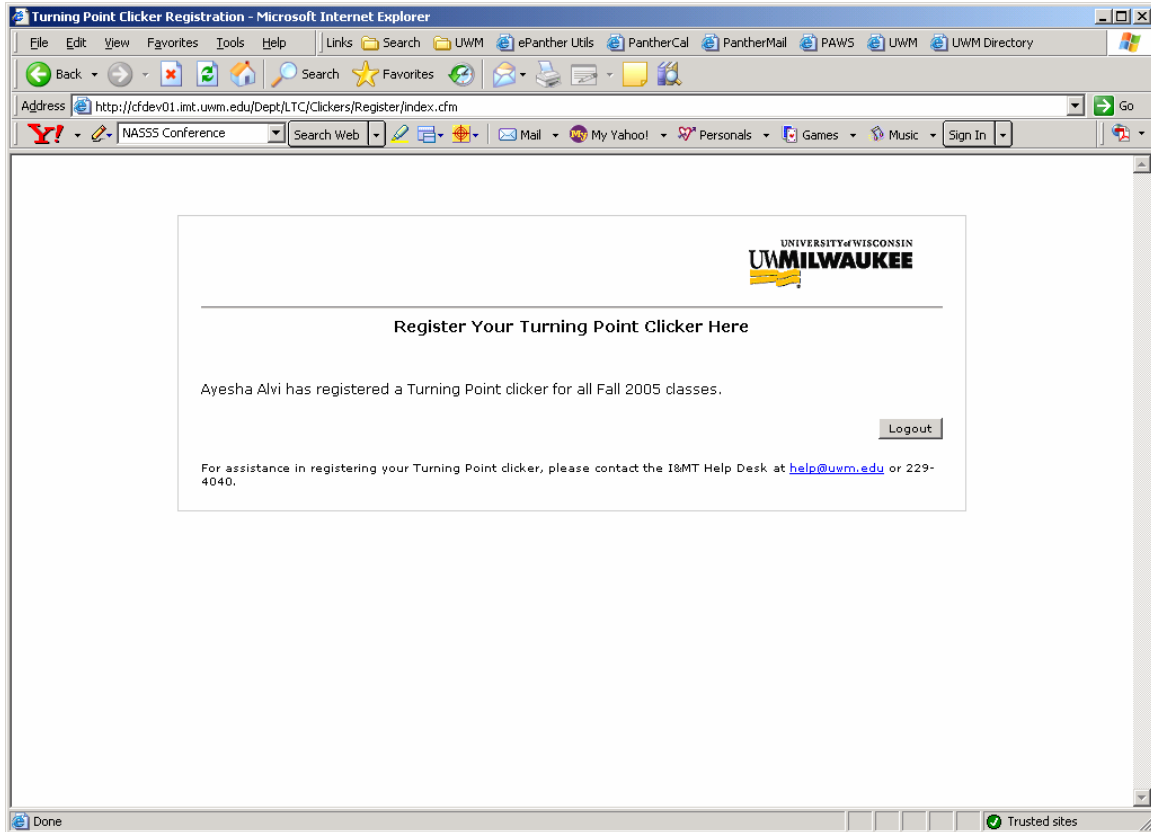 Turning Point Clicker Registration - Microsoft Internet Explorer
File Edit View Favorites Tools Help Links Search UWM ePanther Utils PantherCal PantherMail PAWS UWM UWM Directory
Back Search Favorites
Address http://cfdev01.imt.uwm.edu/Dept/LTC/Clickers/Register/index.cfm Go
Y! NASSS Conference Search Web Mail My Yahoo! Personals Games Music Sign In
UNIVERSITY of WISCONSIN
UWMILWAUKEE
Register Your Turning Point Clicker Here
Ayesha Alvi has registered a Turning Point clicker for all Fall 2005 classes.
Logout
For assistance in registering your Turning Point clicker, please contact the I&MT Help Desk at help@uwm.edu or 229-
4040.
Done Trusted sites